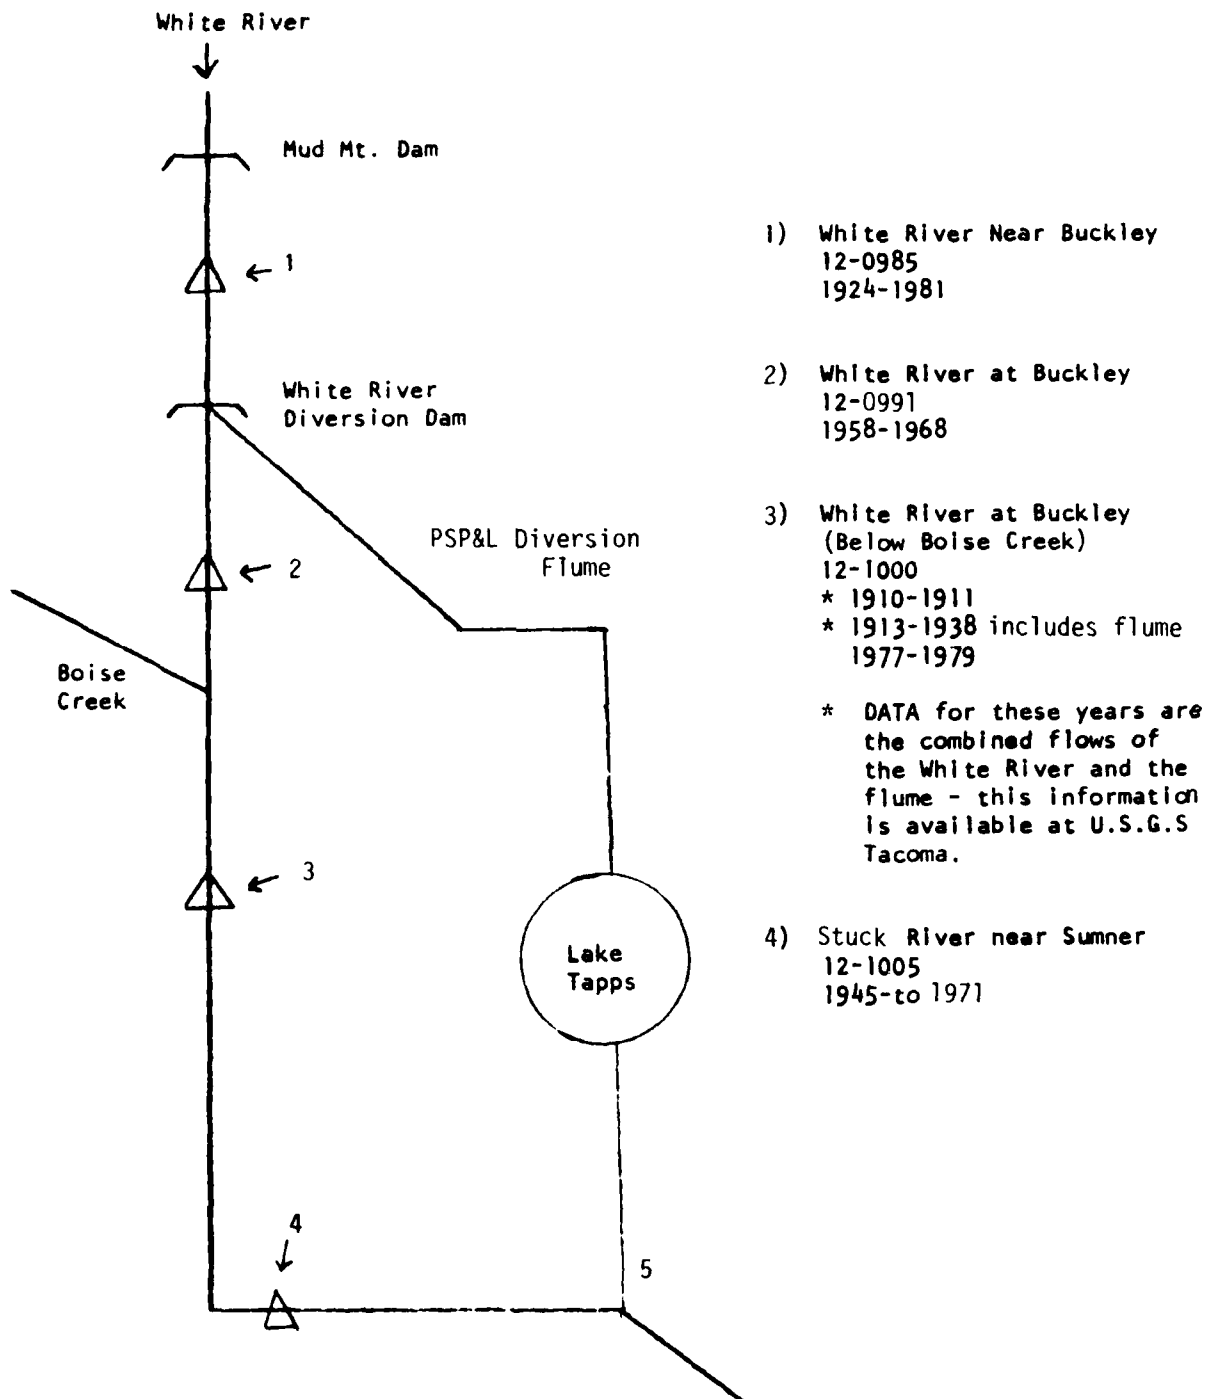 White River
Mud Mt. Dam
← 1
White River
Diversion Dam
PSP&L Diversion
Flume
← 2
Boise
Creek
← 3
Lake
Tapps
4
5
1) White River Near Buckley
12-0985
1924-1981
2) White River at Buckley
12-0991
1958-1968
3) White River at Buckley
(Below Boise Creek)
12-1000
* 1910-1911
* 1913-1938 includes flume
1977-1979
* DATA for these years are
the combined flows of
the White River and the
flume - this information
is available at U.S.G.S
Tacoma.
4) Stuck River near Sumner
12-1005
1945-to 1971